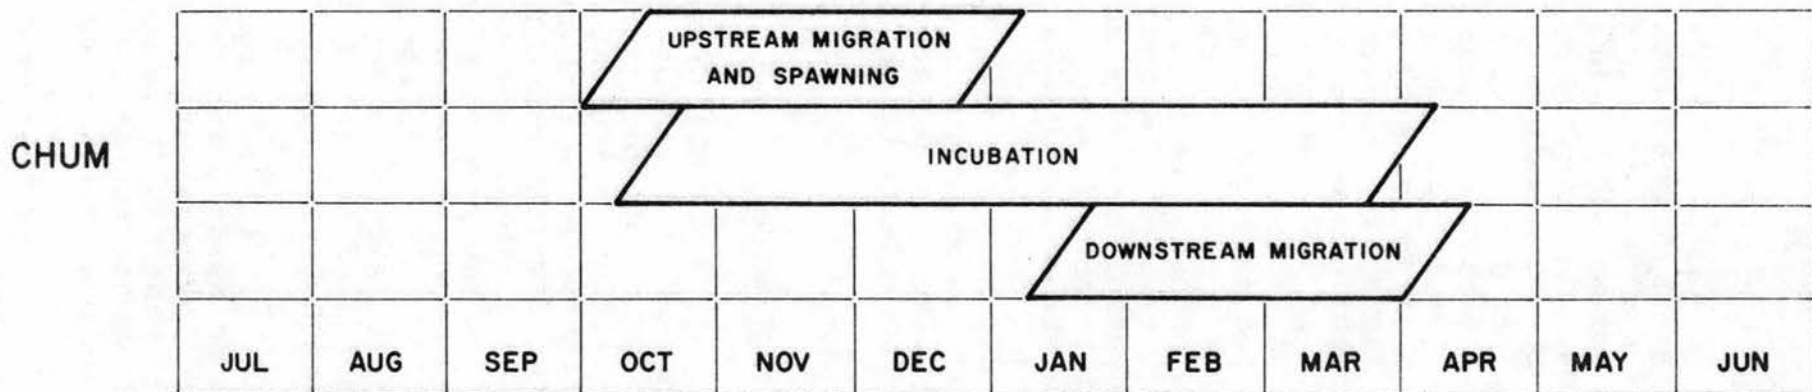 UPSTREAM MIGRATION
AND SPAWNING
CHUM
INCUBATION
DOWNSTREAM MIGRATION
JUL AUG SEP OCT NOV DEC JAN FEB MAR APR MAY JUN